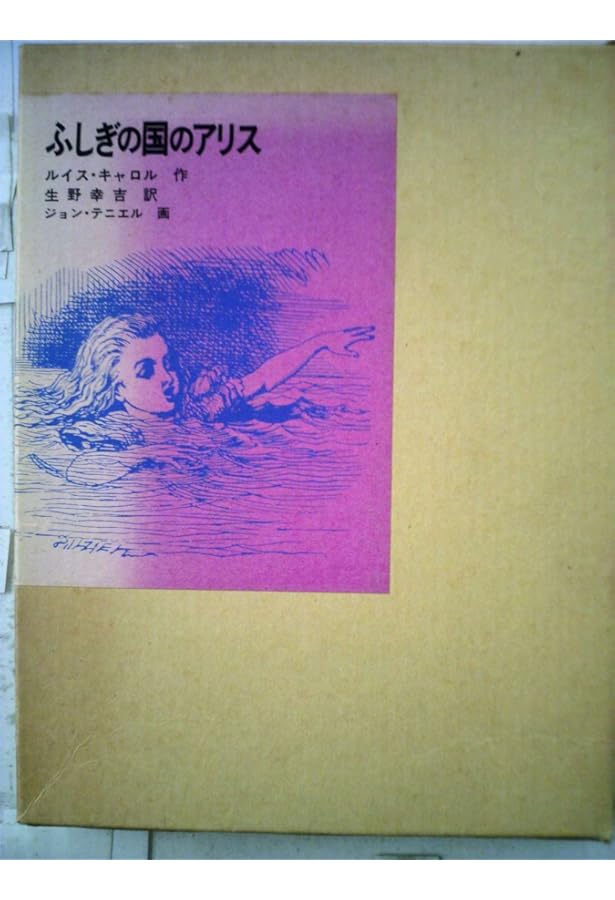 ふしぎの国のアリス
ルイス・キャロル 作
生野幸吉 訳
ジョン・テニエル 画